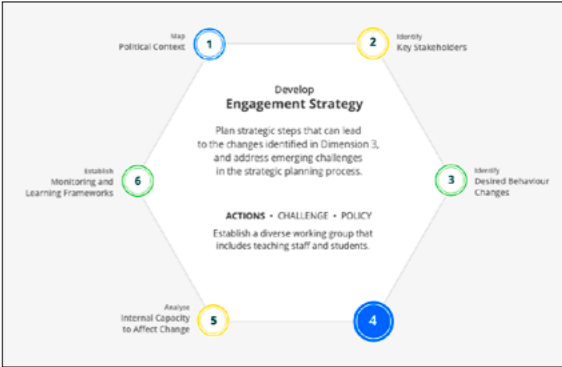 Map
Political Context
1
2
Identify
Key Stakeholders
Develop
Engagement Strategy
Plan strategic steps that can lead
to the changes identified in Dimension 3,
and address emerging challenges
in the strategic planning process.
Establish
Monitoring and
Learning Frameworks
6
3
Identify
Desired Behaviour
Changes
ACTIONS • CHALLENGE • POLICY
Establish a diverse working group that
includes teaching staff and students.
Analyse
Internal Capacity
to Affect Change
5
4